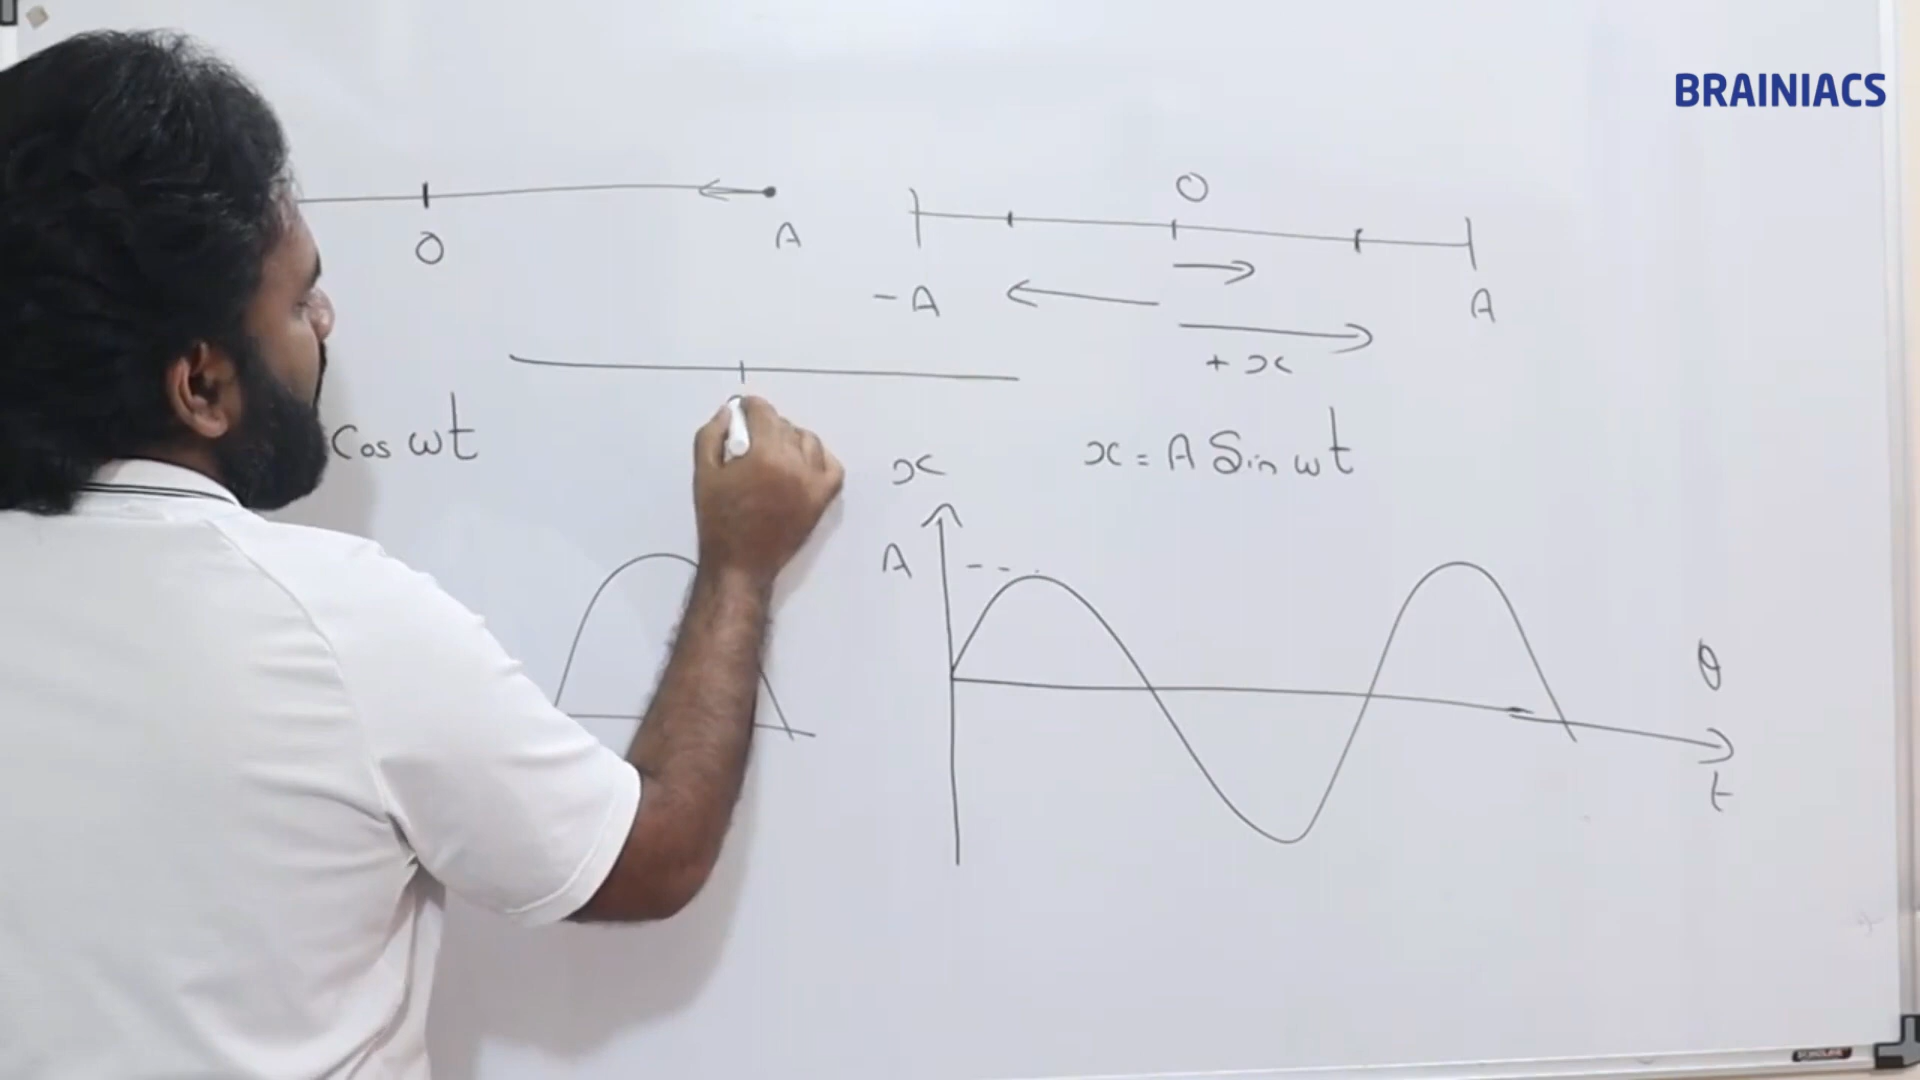 BRAINIACS
O
A
O
-A
A
+x
Cos ωt
x
x = A Sin ωt
A
θ
t